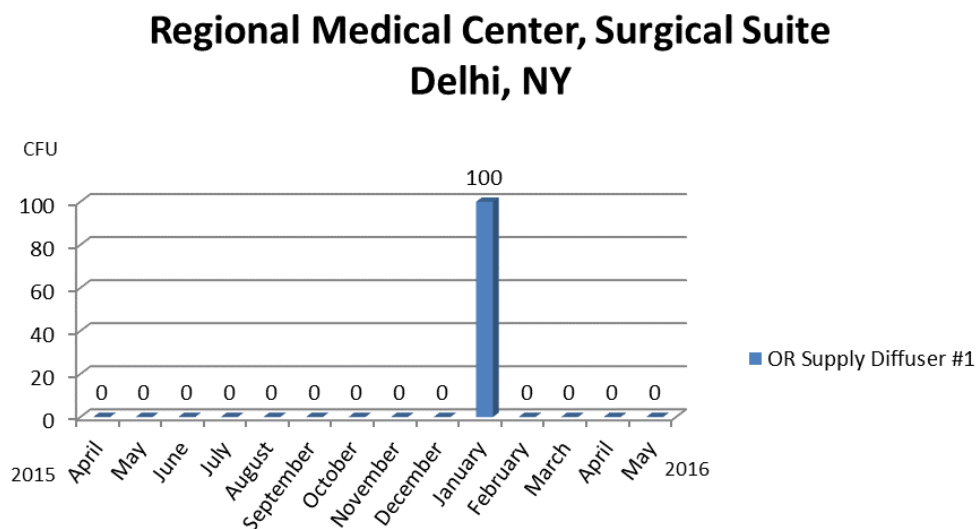 Regional Medical Center, Surgical Suite
Delhi, NY
CFU
100
100
80
60
40
20
0
0 0 0 0 0 0 0 0 0 0 0 0 0
OR Supply Diffuser #1
2015 April May June July August September October November December January February March April May 2016